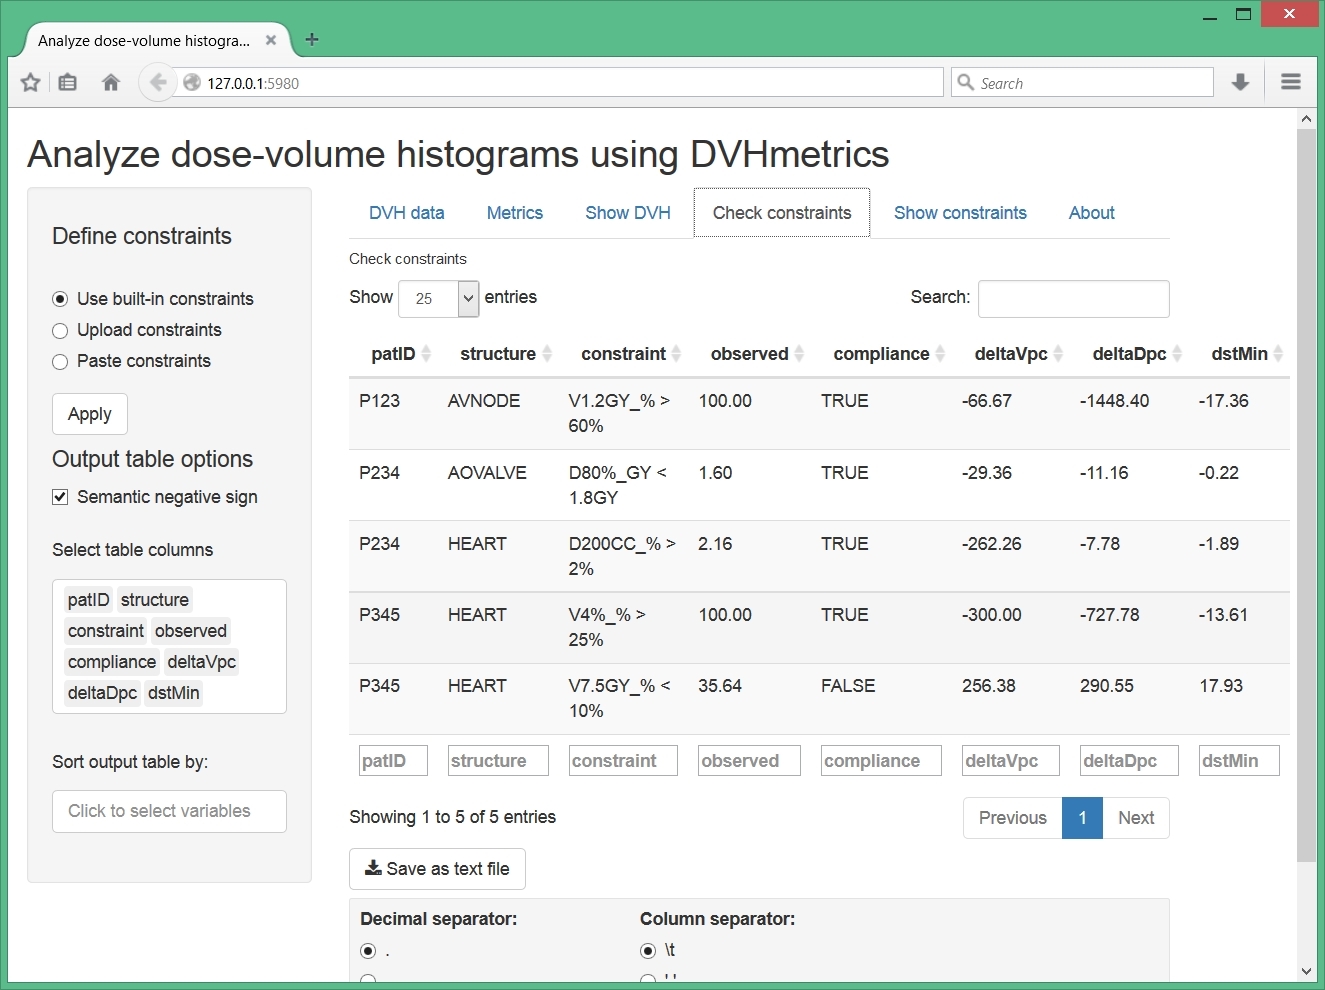 Analyze dose-volume histogra...
127.0.0.1:5980
Search
Analyze dose-volume histograms using DVHmetrics
Define constraints
Use built-in constraints
Upload constraints
Paste constraints
Apply
Output table options
Semantic negative sign
Select table columns
patID structure
constraint observed
compliance deltaVpc
deltaDpc dstMin
Sort output table by:
Click to select variables
DVH data Metrics Show DVH Check constraints Show constraints About
Check constraints
Show 25 entries Search:
patID structure constraint observed compliance deltaVpc deltaDpc dstMin
P123 AVNODE V1.2GY_% > 100.00 TRUE -66.67 -1448.40 -17.36
60%
P234 AOVALVE D80%_GY < 1.60 TRUE -29.36 -11.16 -0.22
1.8GY
P234 HEART D200CC_% > 2.16 TRUE -262.26 -7.78 -1.89
2%
P345 HEART V4%_% > 100.00 TRUE -300.00 -727.78 -13.61
25%
P345 HEART V7.5GY_% < 35.64 FALSE 256.38 290.55 17.93
10%
patID structure constraint observed compliance deltaVpc deltaDpc dstMin
Showing 1 to 5 of 5 entries Previous 1 Next
Save as text file
Decimal separator: Column separator:
. \t